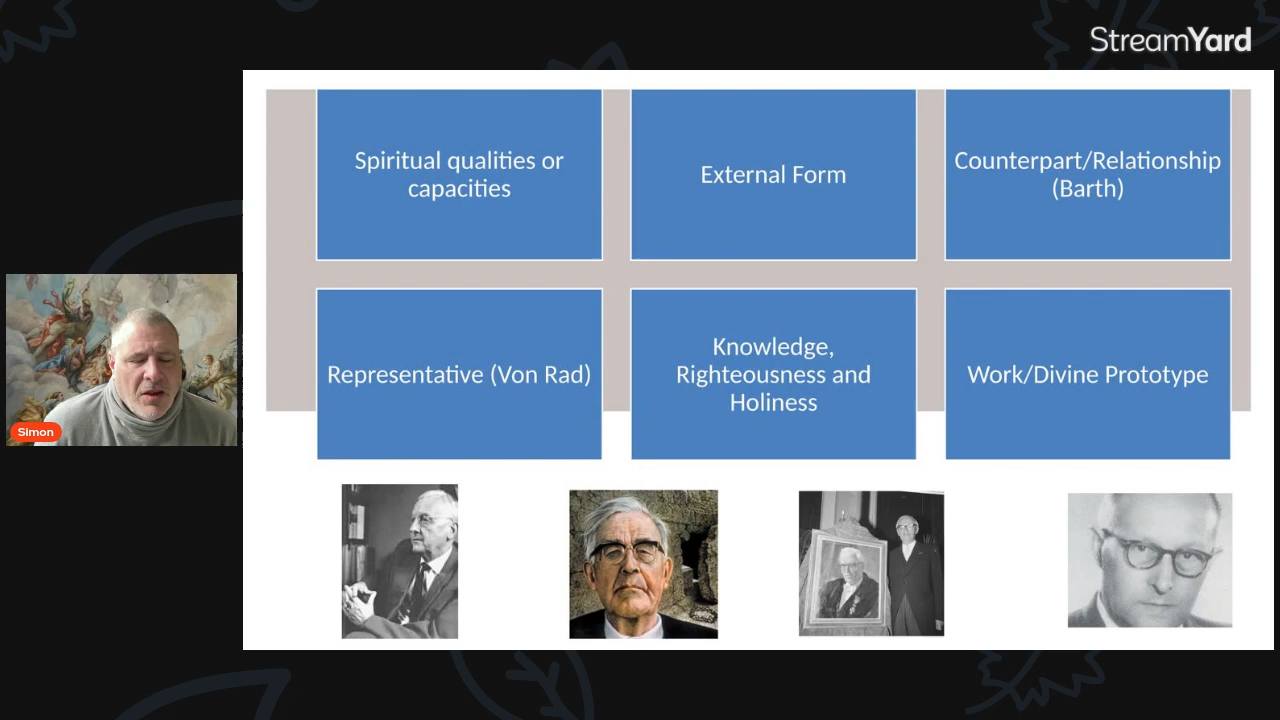 StreamYard
Spiritual qualities or
capacities
External Form
Counterpart/Relationship
(Barth)
Representative (Von Rad)
Knowledge,
Righteousness and
Holiness
Work/Divine Prototype
Simon